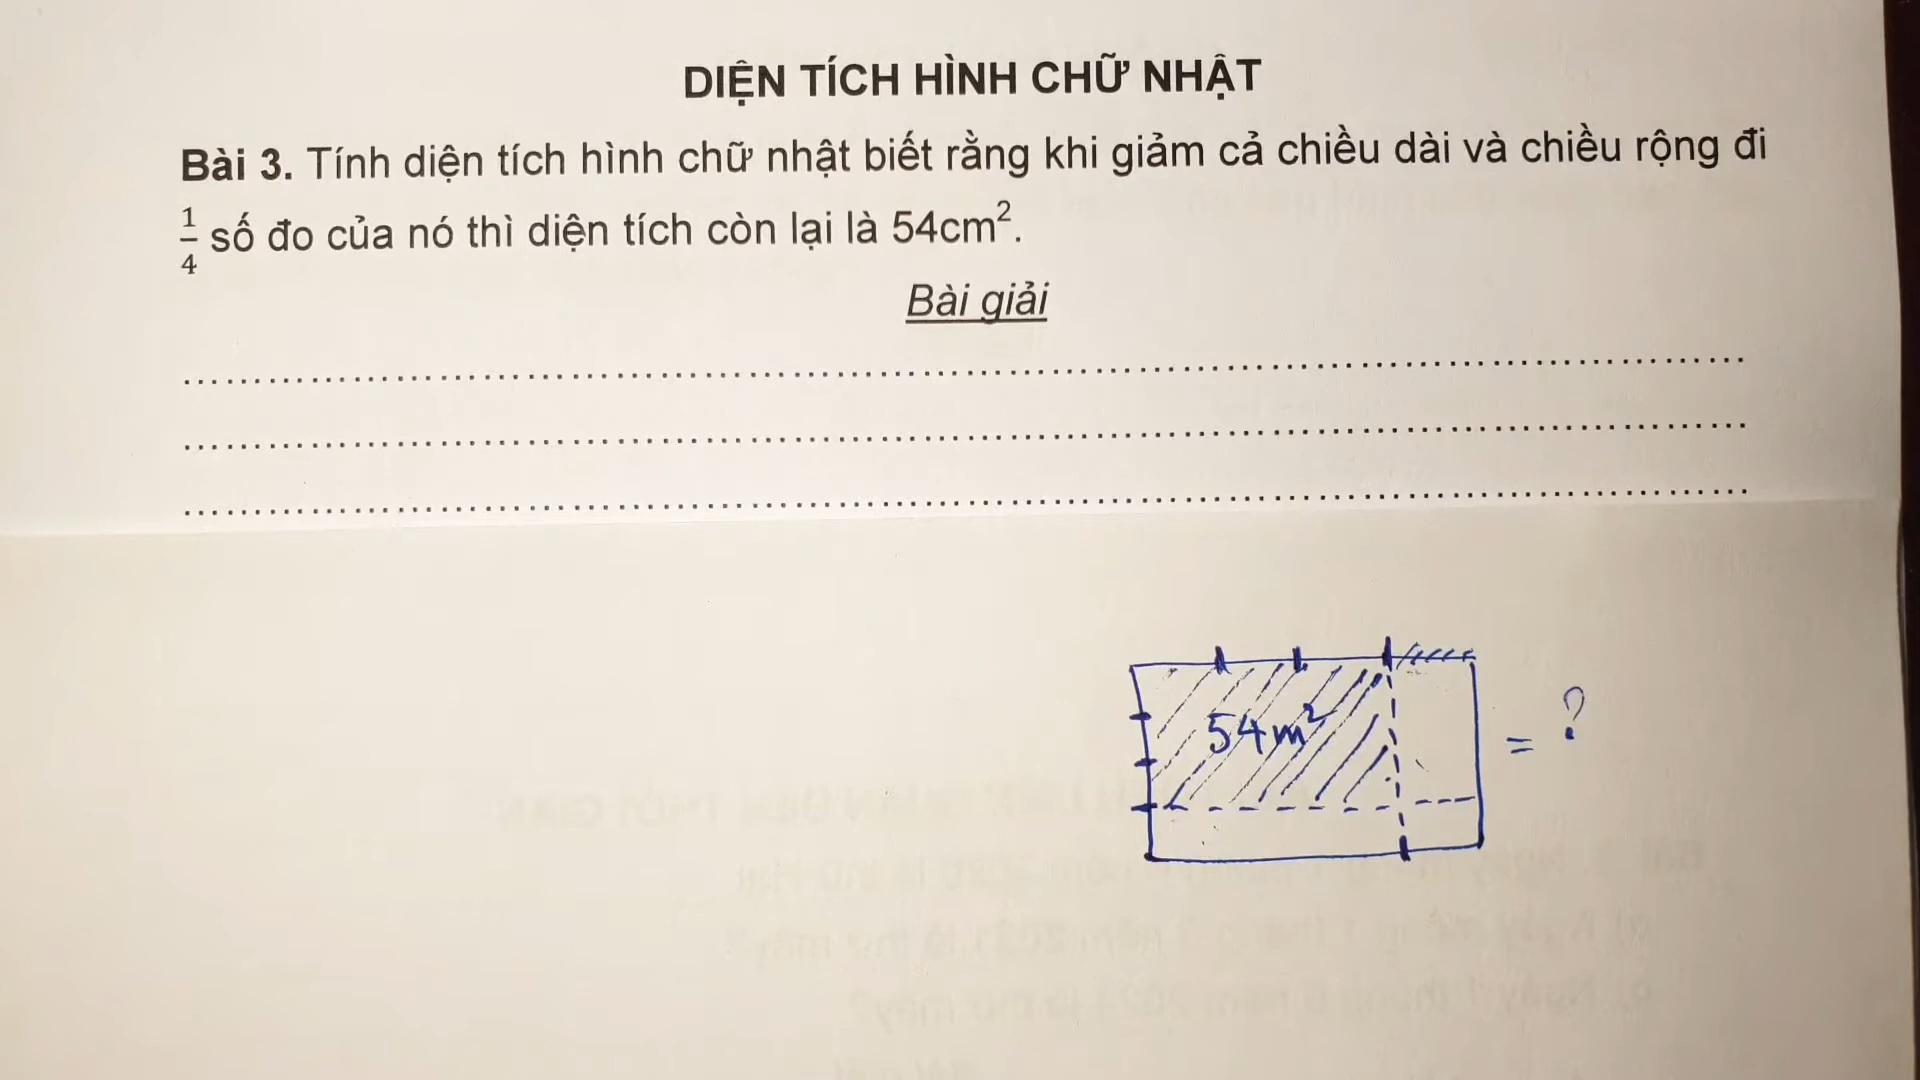 DIỆN TÍCH HÌNH CHỮ NHẬT
Bài 3. Tính diện tích hình chữ nhật biết rằng khi giảm cả chiều dài và chiều rộng đi
1/4 số đo của nó thì diện tích còn lại là 54cm².
Bài giải
54m² = ?